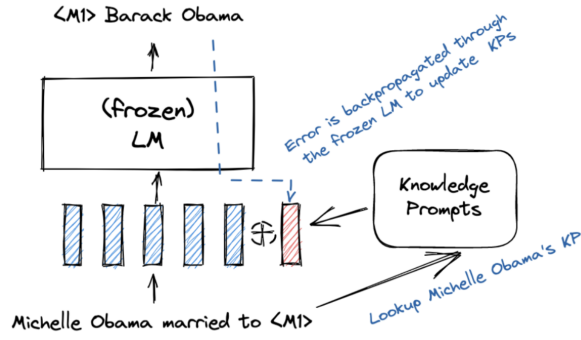 <M1> Barack Obama
(frozen)
LM
Error is backpropagated through
the frozen LM to update KPs
Knowledge
Prompts
Lookup Michelle Obama's KP
Michelle Obama married to <M1>